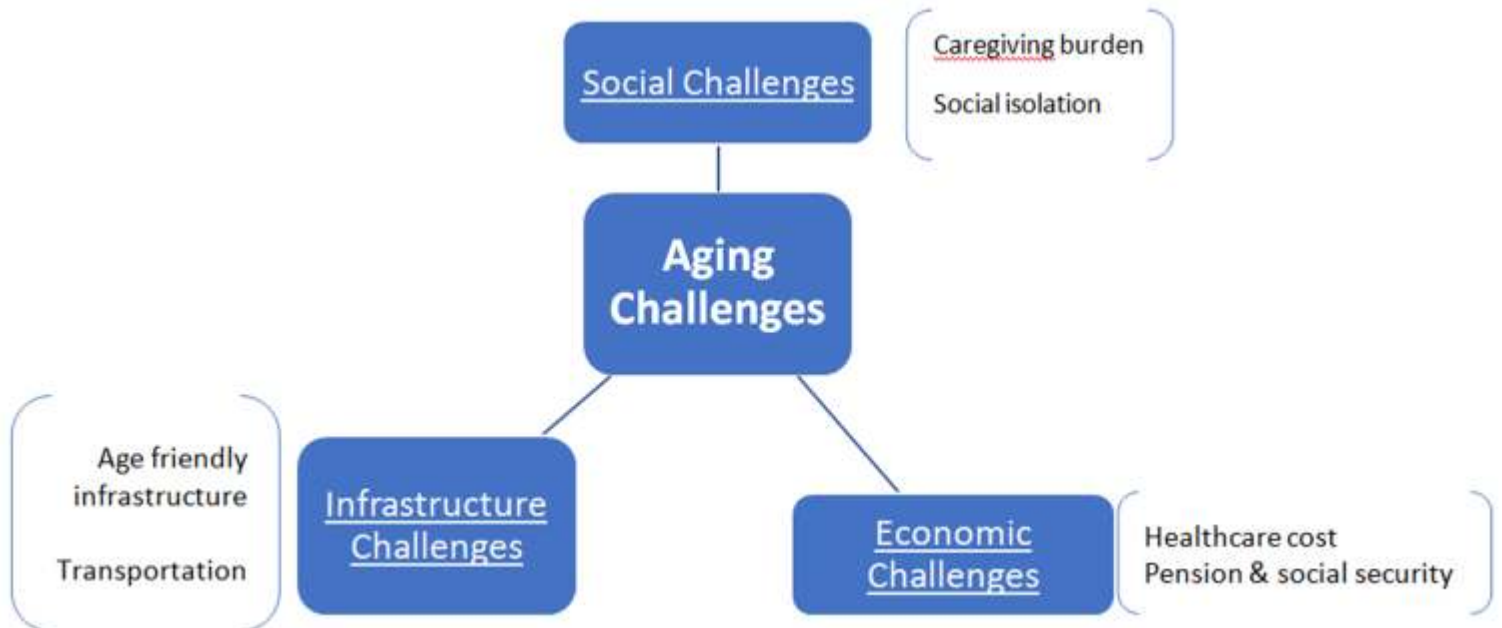 Social Challenges
Caregiving burden
Social isolation
Aging
Challenges
Age friendly
infrastructure
Transportation
Infrastructure
Challenges
Economic
Challenges
Healthcare cost
Pension & social security